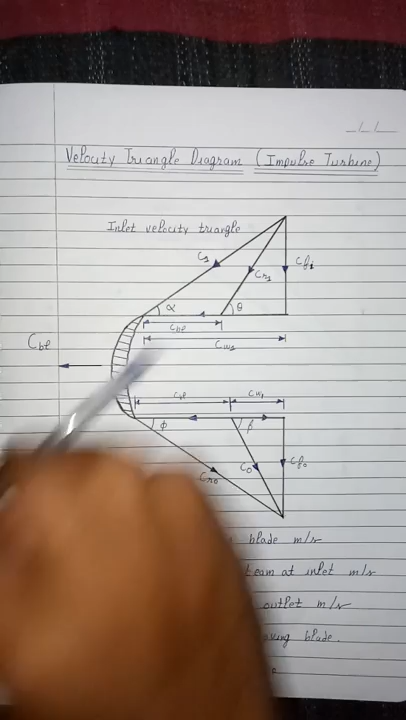 Velocity Triangle Diagram (Impulse Turbine)
Inlet velocity triangle
C1
Cr1
Cf1
α
θ
Cbl
Cw1
Cbl
Cbl
ϕ
β
Cr0
C0
Cf0
blade m/s
team at inlet m/s
outlet m/s
blade.